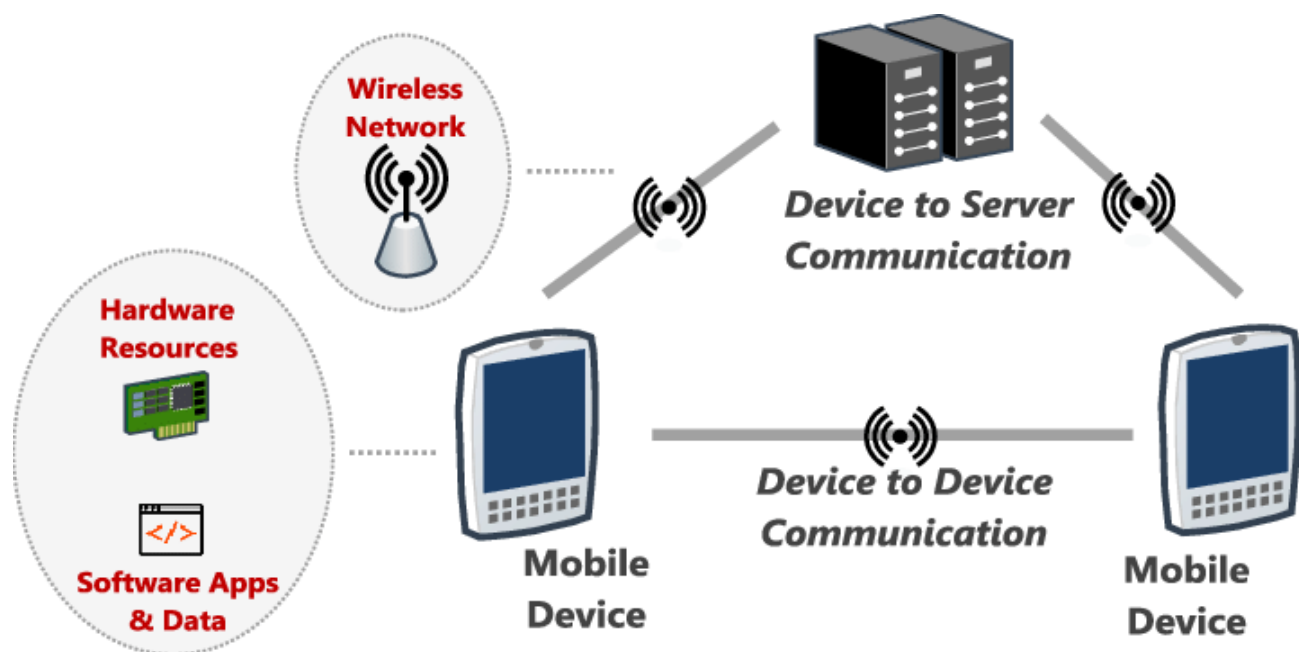 Wireless
Network
Device to Server
Communication
Hardware
Resources
</>
Software Apps
& Data
Device to Device
Communication
Mobile
Device
Mobile
Device